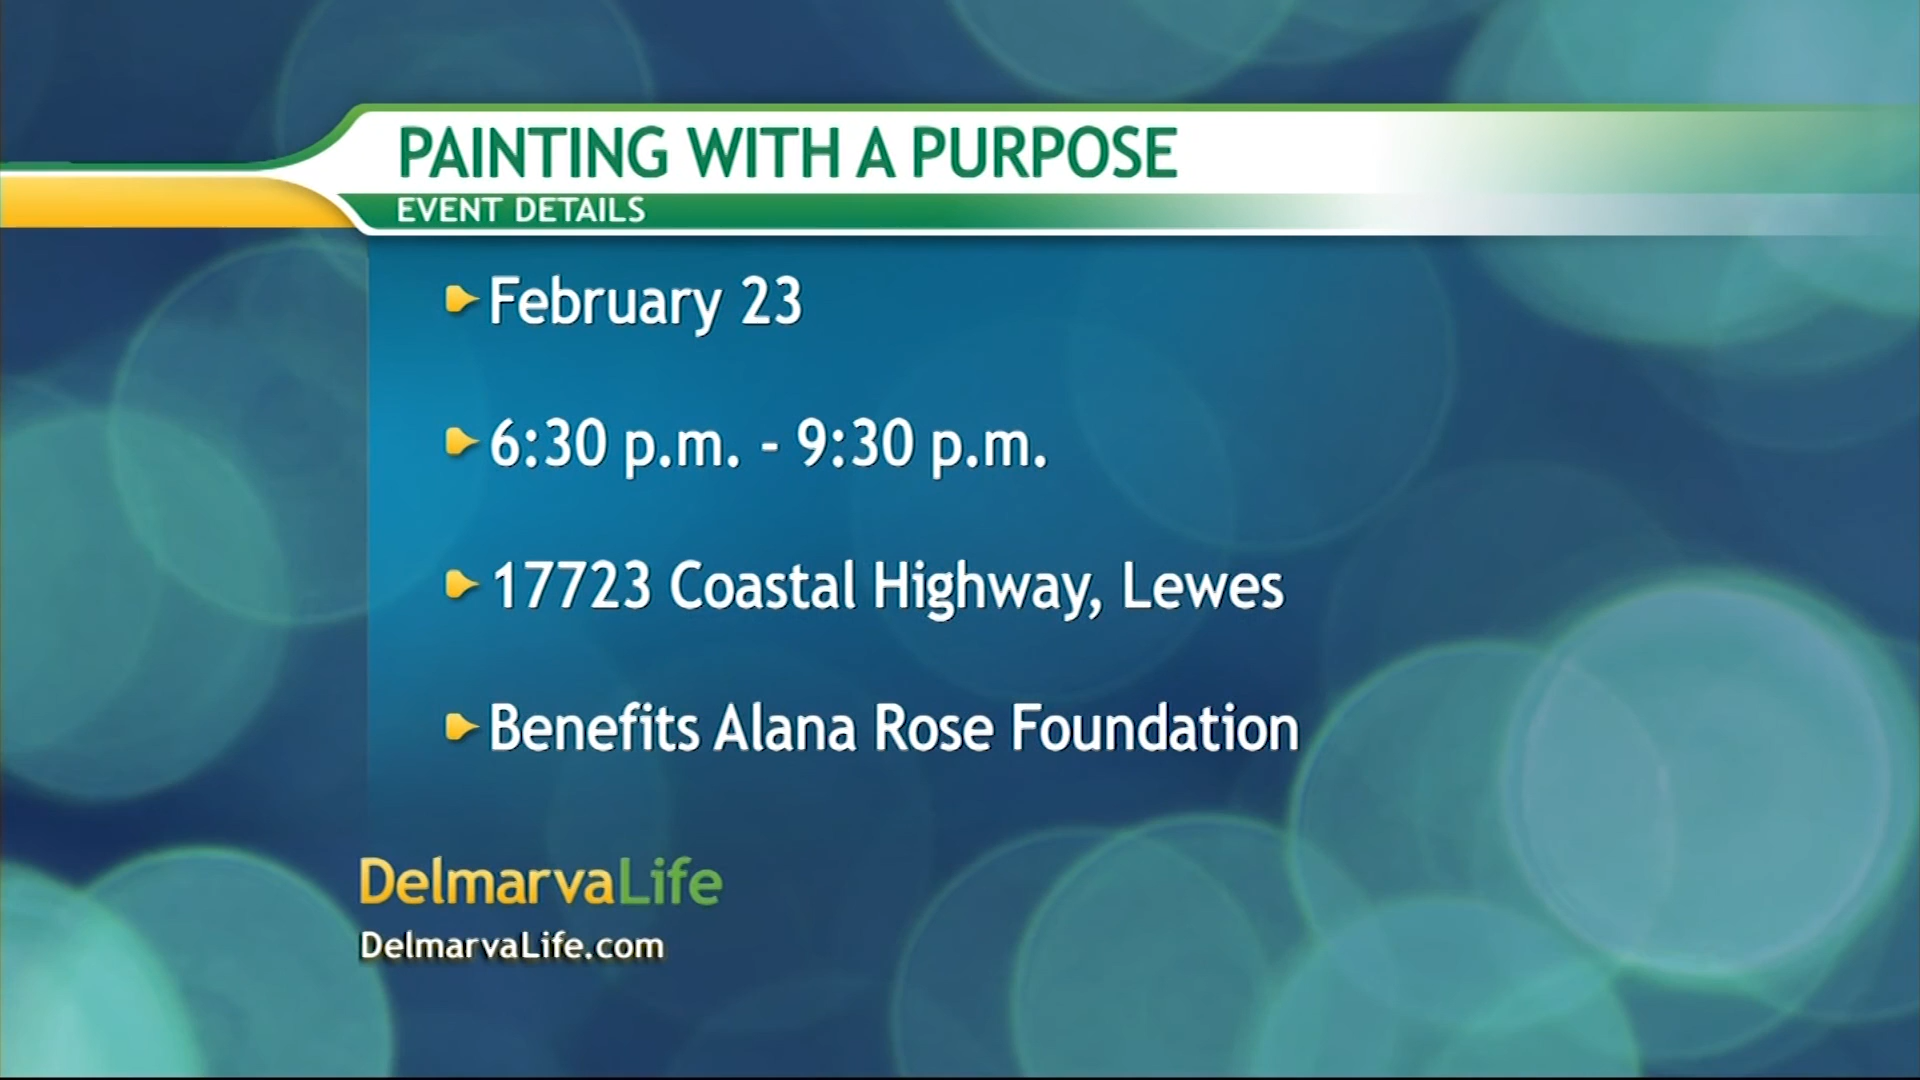 PAINTING WITH A PURPOSE
EVENT DETAILS
February 23
6:30 p.m. - 9:30 p.m.
17723 Coastal Highway, Lewes
Benefits Alana Rose Foundation
DelmarvaLife
DelmarvaLife.com